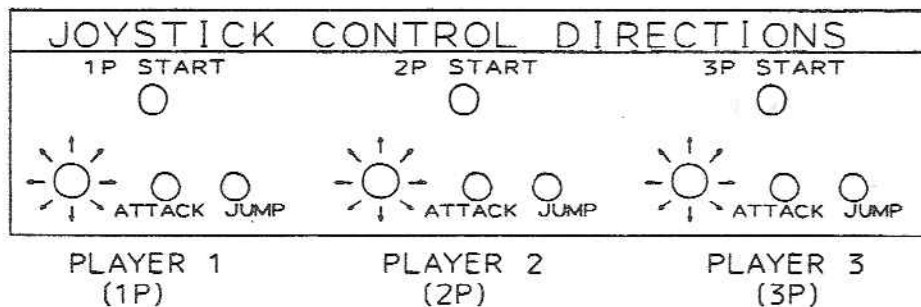 JOYSTICK CONTROL DIRECTIONS
1P START 2P START 3P START
ATTACK JUMP ATTACK JUMP ATTACK JUMP
PLAYER 1 PLAYER 2 PLAYER 3
(1P) (2P) (3P)